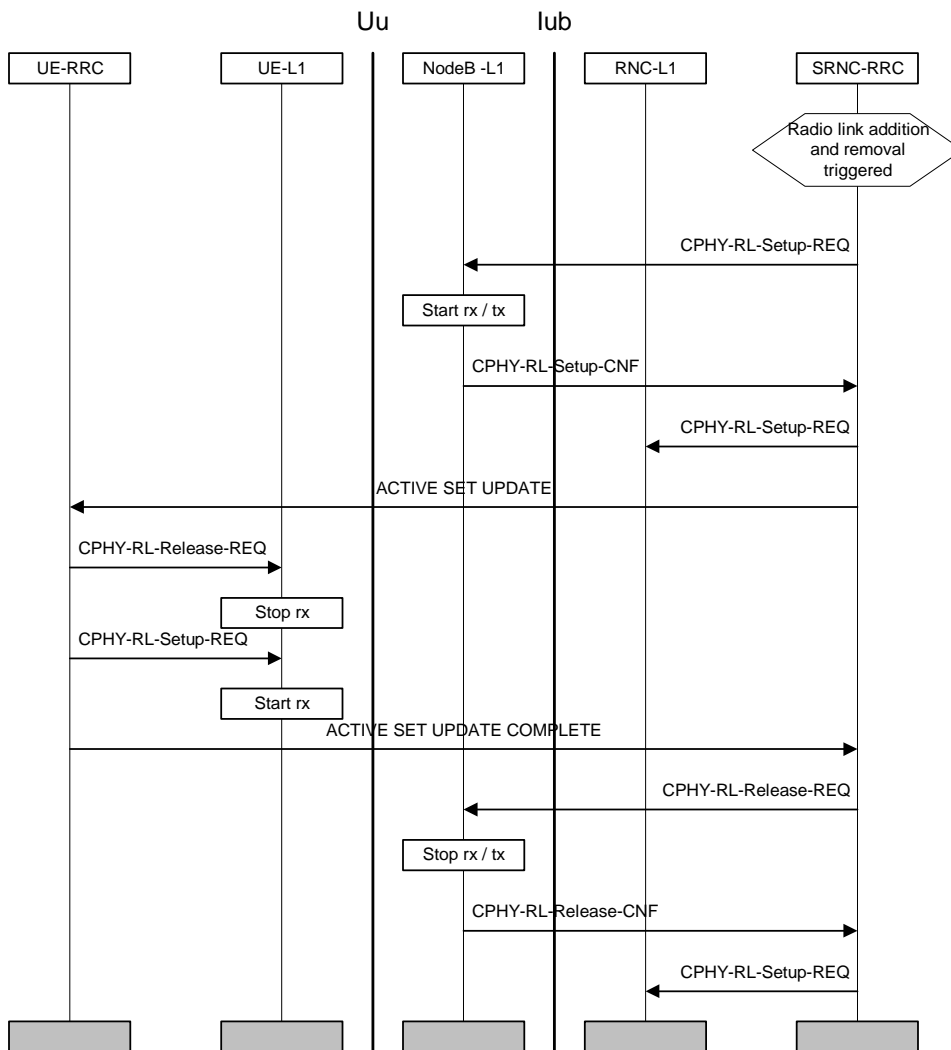 Uu
Iub
UE-RRC
UE-L1
NodeB -L1
RNC-L1
SRNC-RRC
Radio link addition
and removal
triggered
CPHY-RL-Setup-REQ
Start rx / tx
CPHY-RL-Setup-CNF
CPHY-RL-Setup-REQ
ACTIVE SET UPDATE
CPHY-RL-Release-REQ
Stop rx
CPHY-RL-Setup-REQ
Start rx
ACTIVE SET UPDATE COMPLETE
CPHY-RL-Release-REQ
Stop rx / tx
CPHY-RL-Release-CNF
CPHY-RL-Setup-REQ